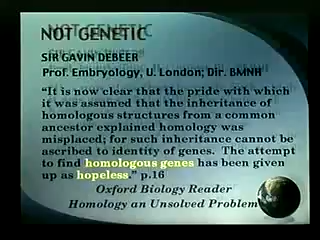 NOT GENETIC
SIR GAVIN DEBEER
Prof. Embryology, U. London; Dir. BMNH
"It is now clear that the pride with which
it was assumed that the inheritance of
homologous structures from a common
ancestor explained homology was
misplaced; for such inheritance cannot be
ascribed to identity of genes. The attempt
to find homologous genes has been given
up as hopeless." p.16
Oxford Biology Reader
Homology an Unsolved Problem